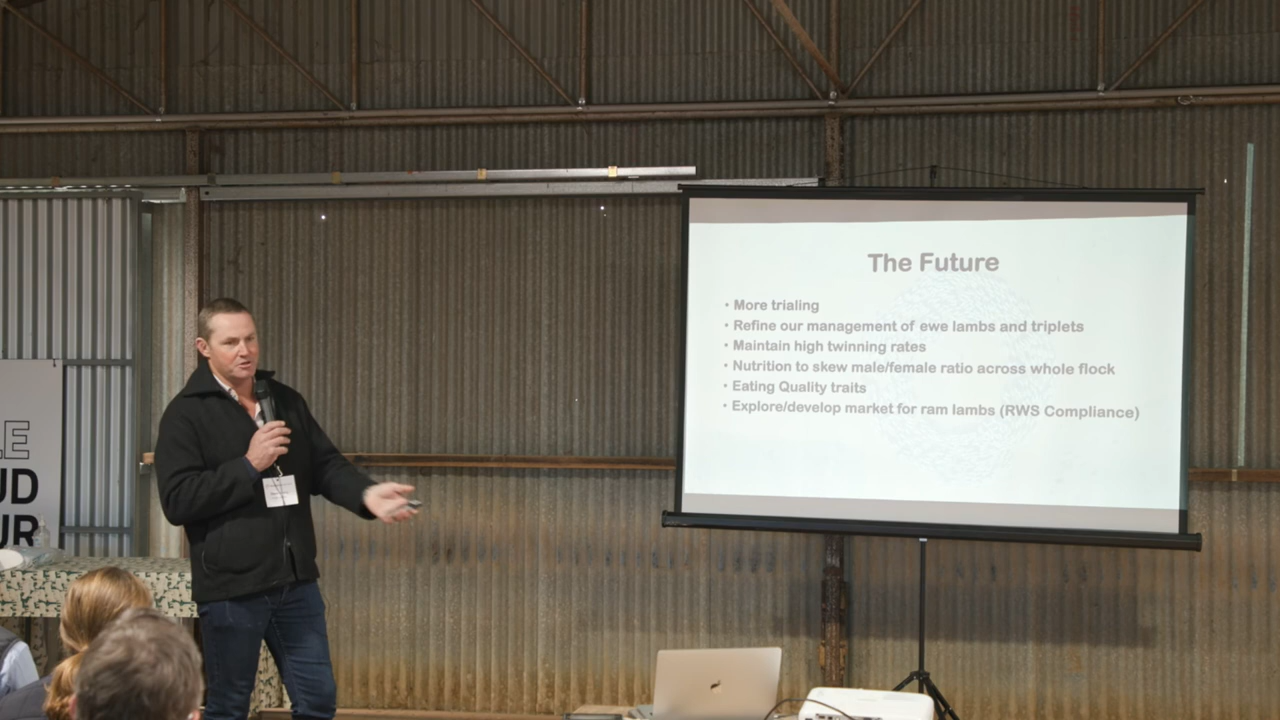 The Future
• More trialing
• Refine our management of ewe lambs and triplets
• Maintain high twinning rates
• Nutrition to skew male/female ratio across whole flock
• Eating Quality traits
• Explore/develop market for ram lambs (RWS Compliance)
LE
UD
UR